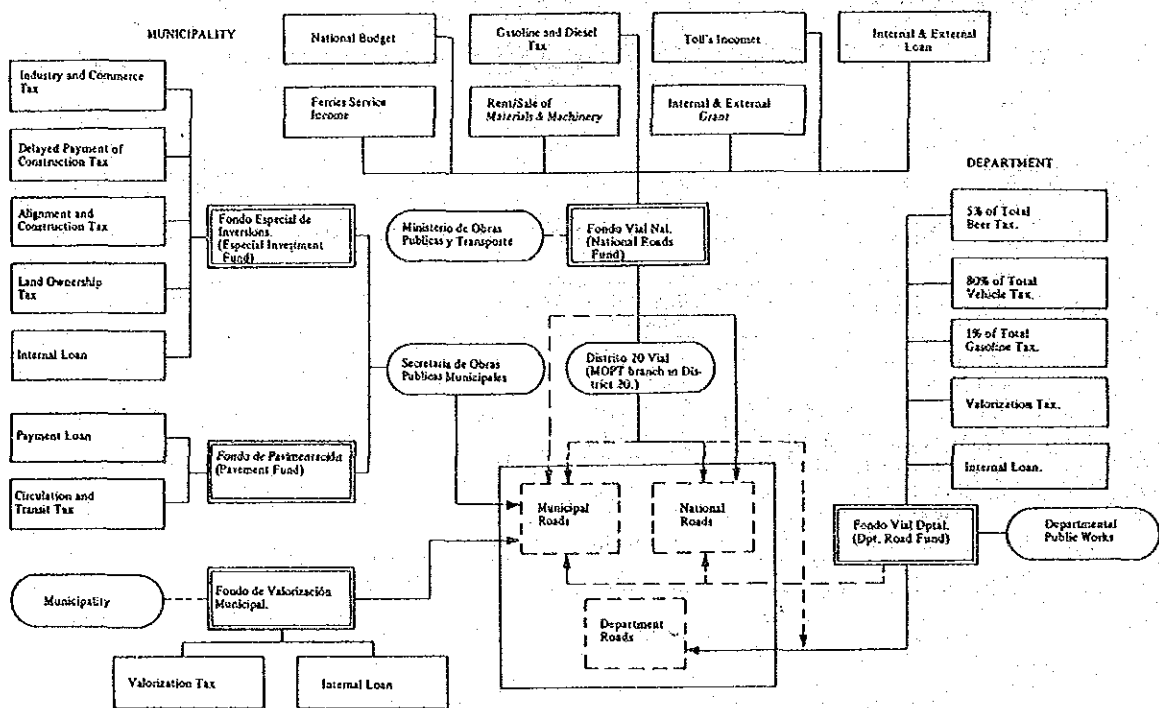 MUNICIPALITY
National Budget
Gasoline and Diesel
Tax
Toll's Incomet
Internal & External
Loan
Industry and Commerce
Tax
Ferries Service
Income
Rent/Sale of
Materials & Machinery
Internal & External
Grant
Delayed Payment of
Construction Tax
DEPARTMENT
Alignment and
Construction Tax
Fondo Especial de
Inversions.
(Especial Investment
Fund)
Ministerio de Obras
Publicas y Transporte
Fondo Vial Nal.
(National Roads
Fund)
5% of Total
Beer Tax.
Land Ownership
Tax
80% of Total
Vehicle Tax.
Internal Loan
Secretaria de Obras
Publicas Municipales
Distrito 20 Vial
(MOPT branch in Dis-
trict 20.)
1% of Total
Gasoline Tax.
Valorization Tax.
Payment Loan
Fondo de Pavimentación
(Pavement Fund)
Internal Loan.
Circulation and
Transit Tax
Municipal
Roads
National
Roads
Fondo Vial Dptal.
(Dpt. Road Fund)
Departmental
Public Works
Municipality
Fondo de Valorización
Municipal.
Department
Roads
Valorization Tax
Internal Loan